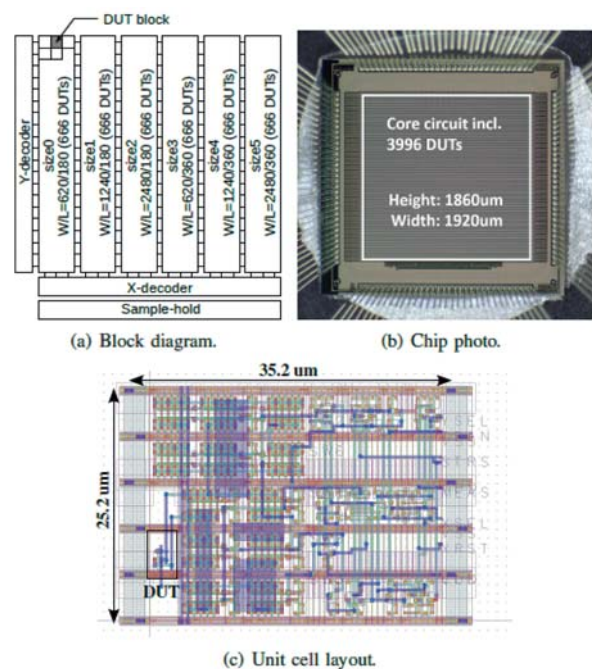 DUT block
Y-decoder
size0
W/L=620/180 (666 DUTs)
size1
W/L=1240/180 (666 DUTs)
size2
W/L=2480/180 (666 DUTs)
size3
W/L=620/360 (666 DUTs)
size4
W/L=1240/360 (666 DUTs)
size5
W/L=2480/360 (666 DUTs)
X-decoder
Sample-hold
(a) Block diagram.
Core circuit incl.
3996 DUTs
Height: 1860um
Width: 1920um
(b) Chip photo.
35.2 um
25.2 um
DUT
(c) Unit cell layout.